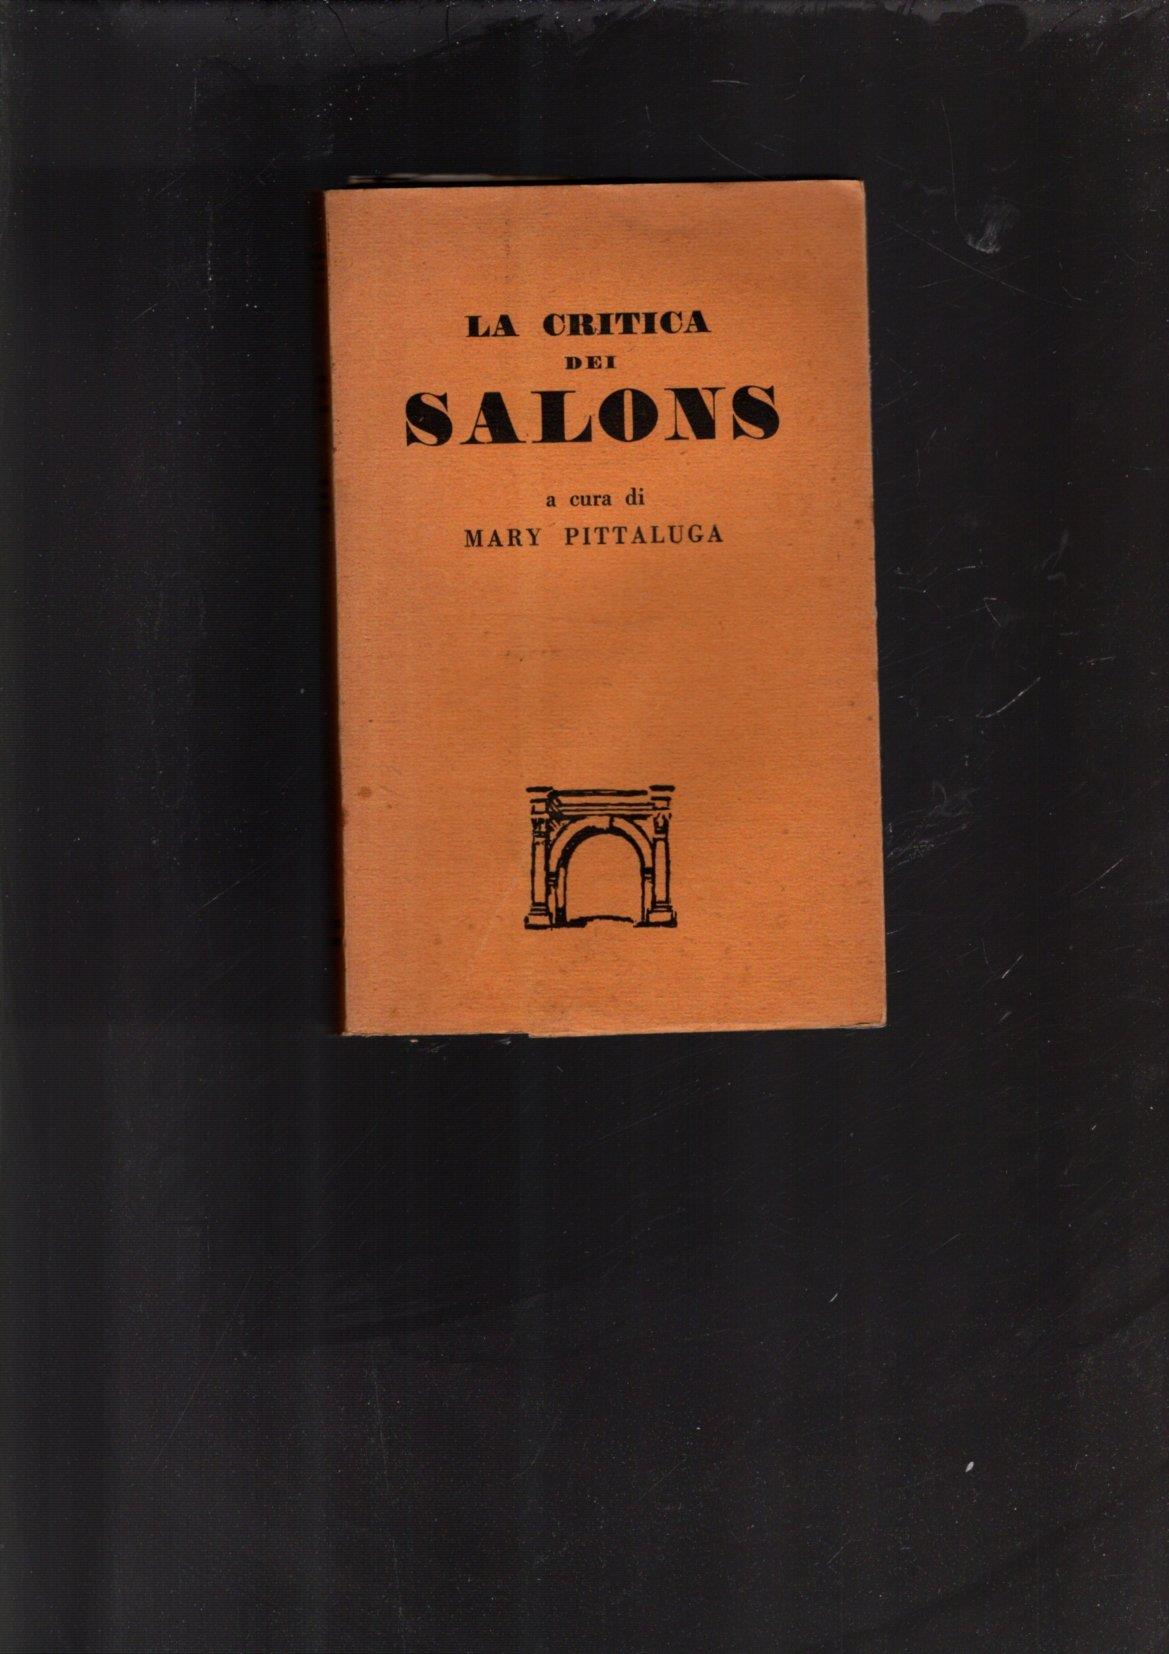 LA CRITICA
DEI
SALONS
a cura di
MARY PITTALUGA